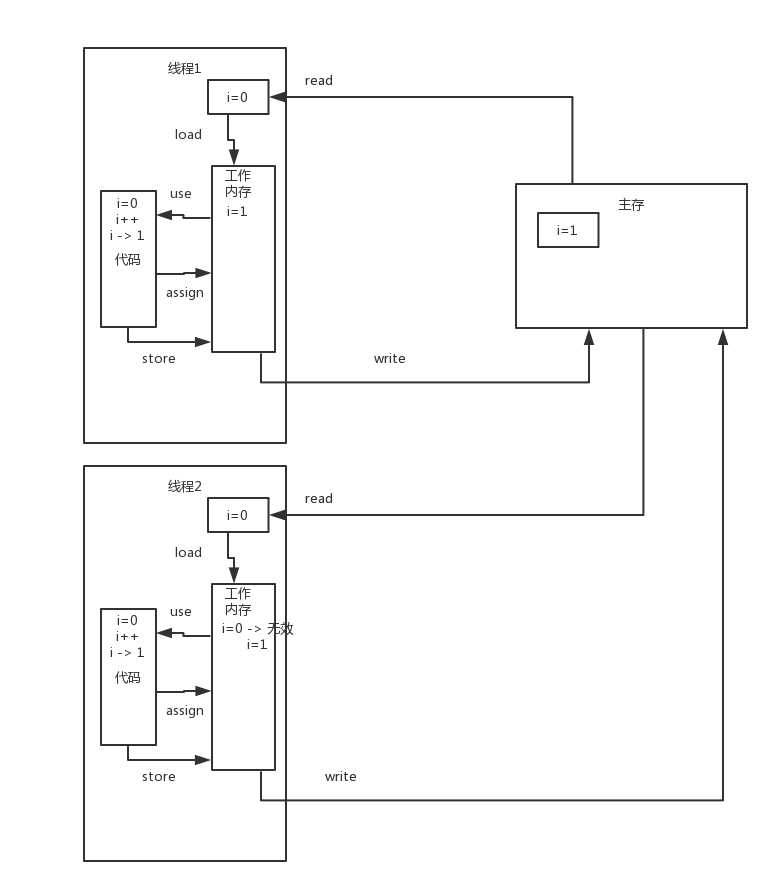 线程1
read
i=0
load
工作
内存
i=1
use
i=0
i++
i -> 1
代码
assign
store
write
主存
i=1
线程2
read
i=0
load
工作
内存
i=0 -> 无效
i=1
use
i=0
i++
i -> 1
代码
assign
store
write